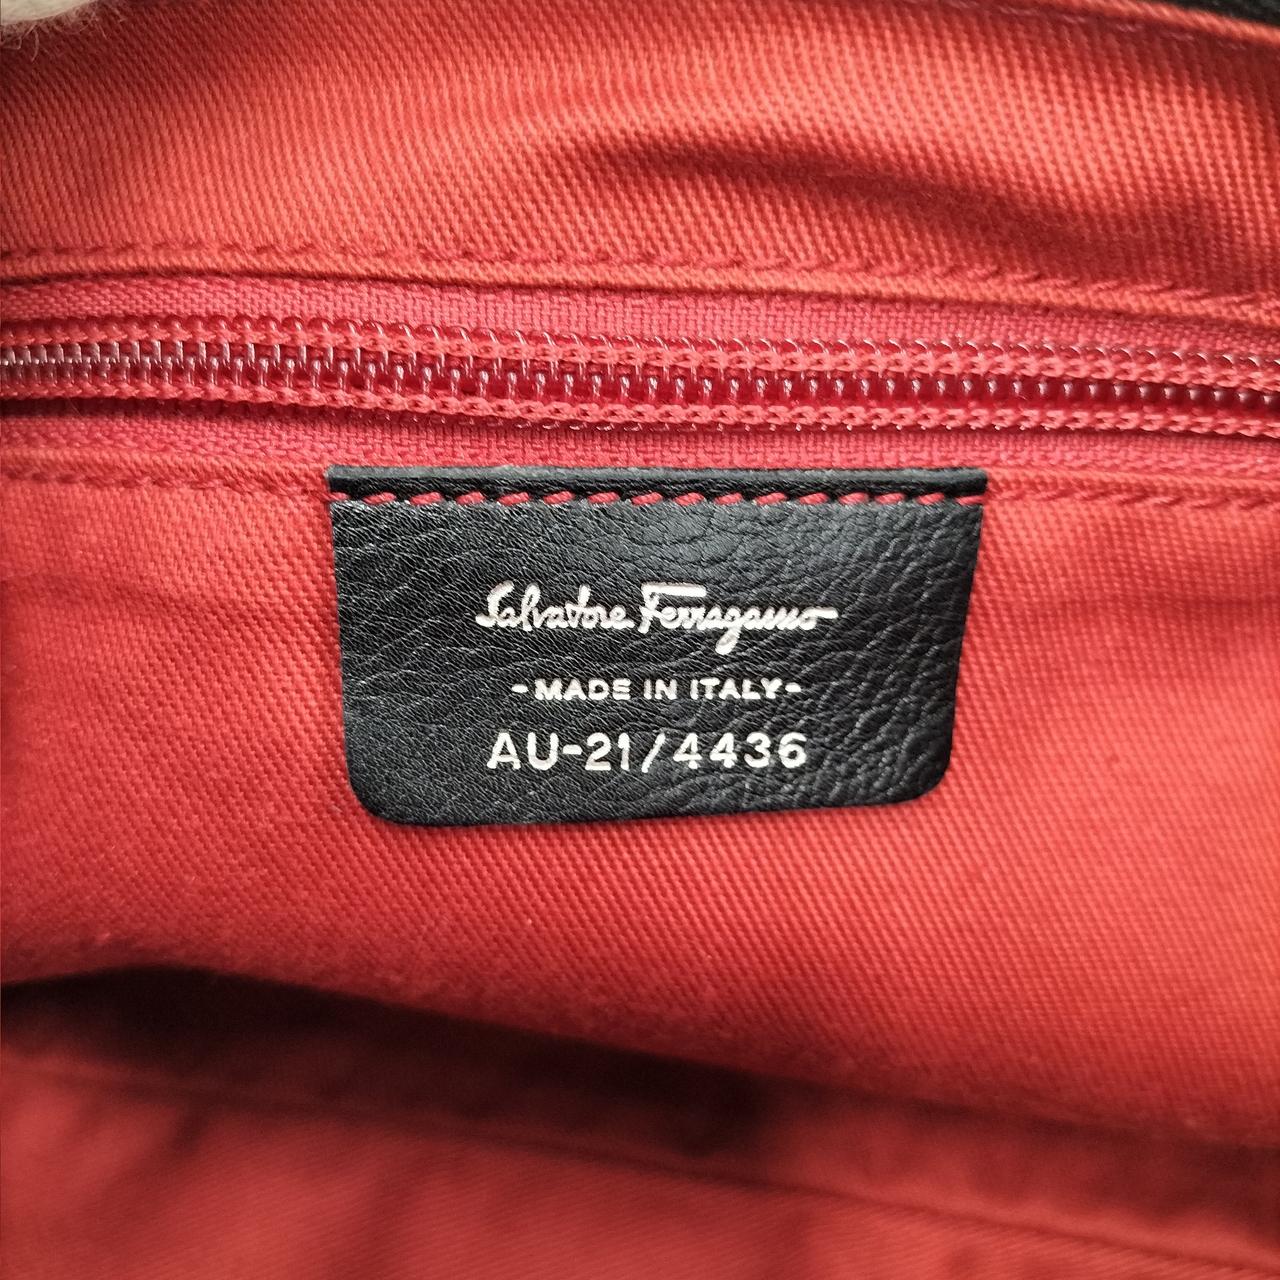 Salvatore Ferragamo
-MADE IN ITALY-
AU-21/4436